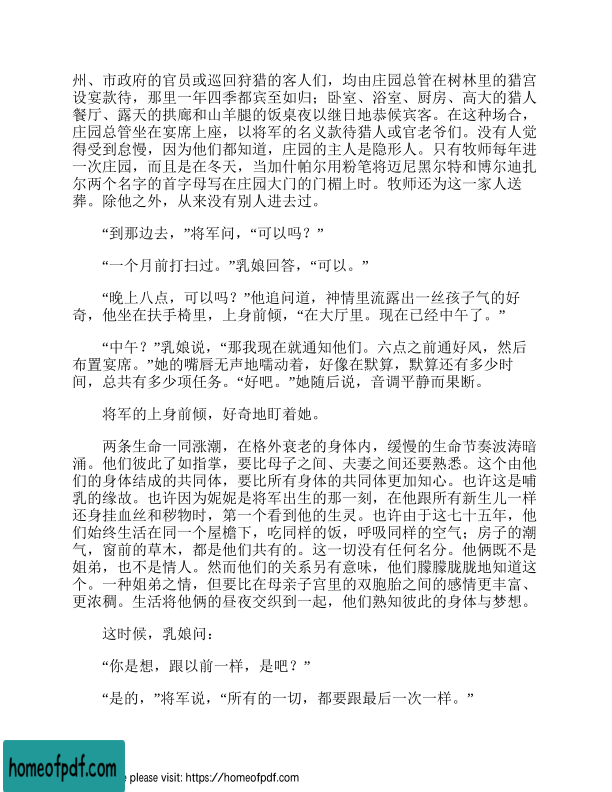 州、市政府的官员或巡回狩猎的客人们，均由庄园总管在树林里的猎宫
设宴款待，那里一年四季都宾至如归；卧室、浴室、厨房、高大的猎人
餐厅、露天的拱廊和山羊腿的饭桌夜以继日地恭候宾客。在这种场合，
庄园总管坐在宴席上座，以将军的名义款待猎人或官老爷们。没有人觉
得受到怠慢，因为他们都知道，庄园的主人是隐形人。只有牧师每年进
一次庄园，而且是在冬天，当加什帕尔用粉笔将迈尼黑尔特和博尔迪扎
尔两个名字的首字母写在庄园大门的门楣上时。牧师还为这一家人送
葬。除他之外，从来没有别人进去过。
“到那边去，”将军问，“可以吗？”
“一个月前打扫过。”乳娘回答，“可以。”
“晚上八点，可以吗？”他追问道，神情里流露出一丝孩子气的好
奇，他坐在扶手椅里，上身前倾，“在大厅里。现在已经中午了。”
“中午？”乳娘说，“那我现在就通知他们。六点之前通好风，然后
布置宴席。”她的嘴唇无声地嚅动着，好像在默算，默算还有多少时
间，总共有多少项任务。“好吧。”她随后说，音调平静而果断。
将军的上身前倾，好奇地盯着她。
两条生命一同涨潮，在格外衰老的身体内，缓慢的生命节奏波涛暗
涌。他们彼此了如指掌，要比母子之间、夫妻之间还要熟悉。这个由他
们的身体结成的共同体，要比所有身体的共同体更加知心。也许这是哺
乳的缘故。也许因为妮妮是将军出生的那一刻，在他跟所有新生儿一样
还身挂血丝和秽物时，第一个看到他的生灵。也许由于这七十五年，他
们始终生活在同一个屋檐下，吃同样的饭，呼吸同样的空气；房子的潮
气，窗前的草木，都是他们共有的。这一切没有任何名分。他俩既不是
姐弟，也不是情人。然而他们的关系另有意味，他们朦朦胧胧地知道这
个。一种姐弟之情，但要比在母亲子宫里的双胞胎之间的感情更丰富、
更浓稠。生活将他俩的昼夜交织到一起，他们熟知彼此的身体与梦想。
这时候，乳娘问：
“你是想，跟以前一样，是吧？”
“是的，”将军说，“所有的一切，都要跟最后一次一样。”
homeofpdf.com
e please visit: https://homeofpdf.com